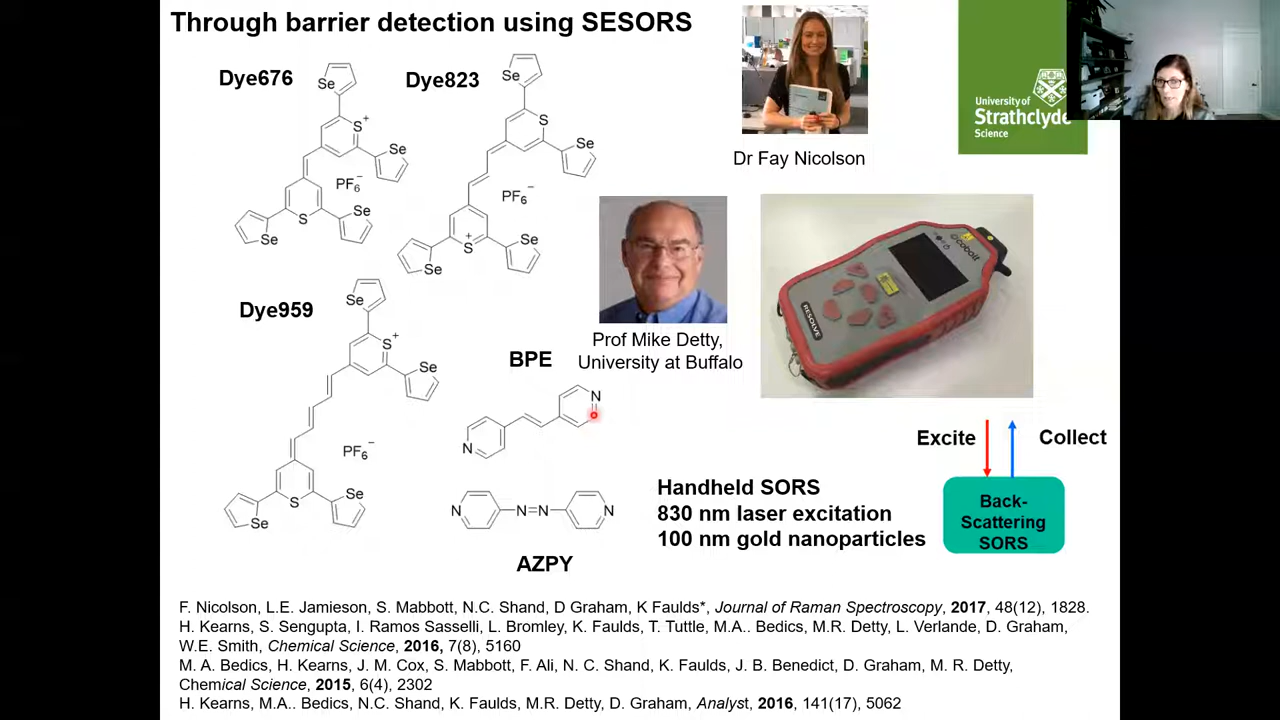 Through barrier detection using SESORS
Dye676
Dye823
Se
Se
S+
Se
PF6−
Se
S
Se
Se
S
Se
PF6−
Se
S+
Se
Dr Fay Nicolson
University of
Strathclyde
Science
Dye959
Se
S+
Se
PF6−
Se
S
Se
Prof Mike Detty,
University at Buffalo
cobolt
RESOLVE
BPE
N
N
N
N=N
N
AZPY
Excite
Collect
Back-
Scattering
SORS
Handheld SORS
830 nm laser excitation
100 nm gold nanoparticles
F. Nicolson, L.E. Jamieson, S. Mabbott, N.C. Shand, D Graham, K Faulds*, Journal of Raman Spectroscopy, 2017, 48(12), 1828.
H. Kearns, S. Sengupta, I. Ramos Sasselli, L. Bromley, K. Faulds, T. Tuttle, M.A.. Bedics, M.R. Detty, L. Verlande, D. Graham,
W.E. Smith, Chemical Science, 2016, 7(8), 5160
M. A. Bedics, H. Kearns, J. M. Cox, S. Mabbott, F. Ali, N. C. Shand, K. Faulds, J. B. Benedict, D. Graham, M. R. Detty,
Chemical Science, 2015, 6(4), 2302
H. Kearns, M.A.. Bedics, N.C. Shand, K. Faulds, M.R. Detty, D. Graham, Analyst, 2016, 141(17), 5062